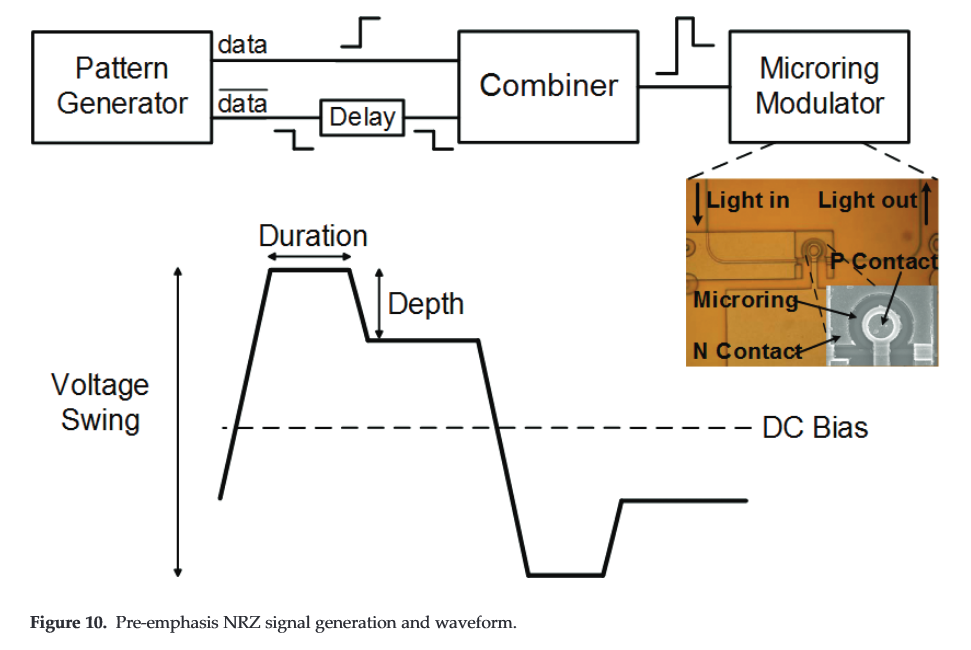 data
Pattern
Generator
data
Delay
Combiner
Microring
Modulator
Light in
Light out
P Contact
Microring
N Contact
Duration
Depth
Voltage
Swing
DC Bias
Figure 10. Pre-emphasis NRZ signal generation and waveform.